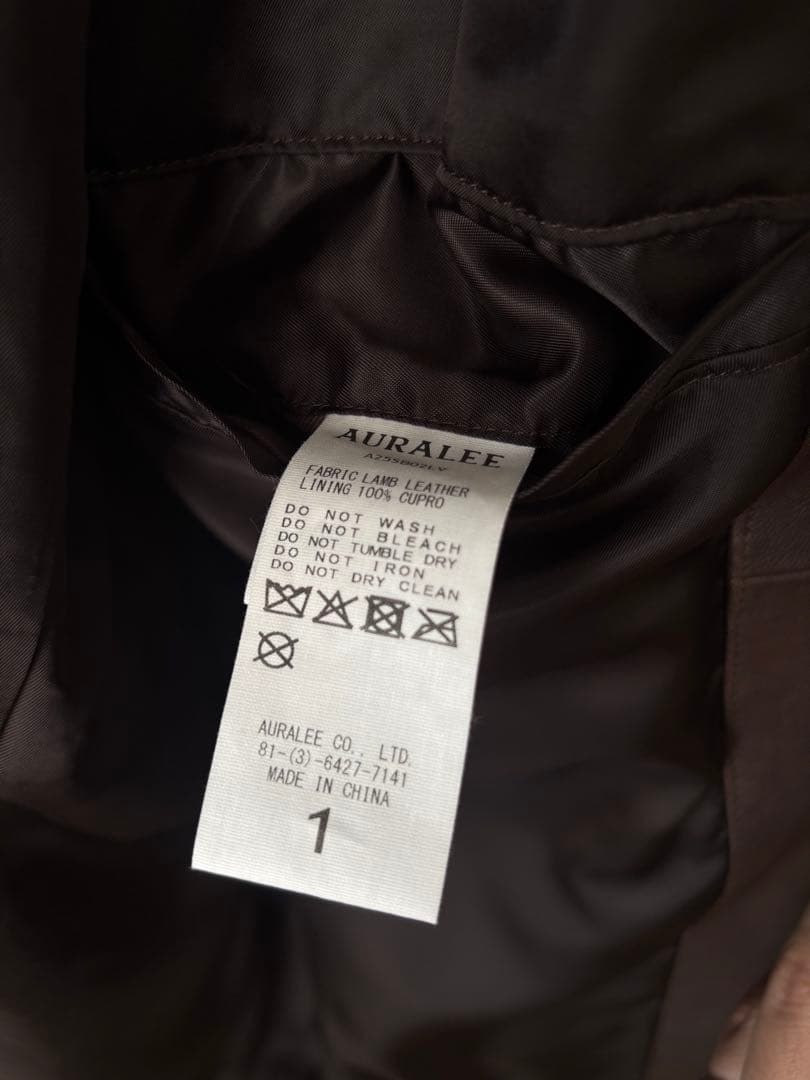 AURALEE
A25SB02LV
FABRIC LAMB LEATHER
LINING 100% CUPRO
DO NOT WASH
DO NOT BLEACH
DO NOT TUMBLE DRY
DO NOT IRON
DO NOT DRY CLEAN
AURALEE CO., LTD.
81-(3)-6427-7141
MADE IN CHINA
1